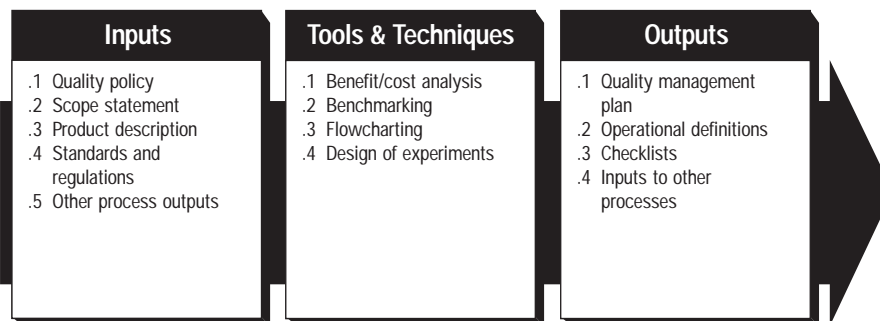 Inputs
.1 Quality policy
.2 Scope statement
.3 Product description
.4 Standards and
regulations
.5 Other process outputs
Tools & Techniques
.1 Benefit/cost analysis
.2 Benchmarking
.3 Flowcharting
.4 Design of experiments
Outputs
.1 Quality management
plan
.2 Operational definitions
.3 Checklists
.4 Inputs to other
processes